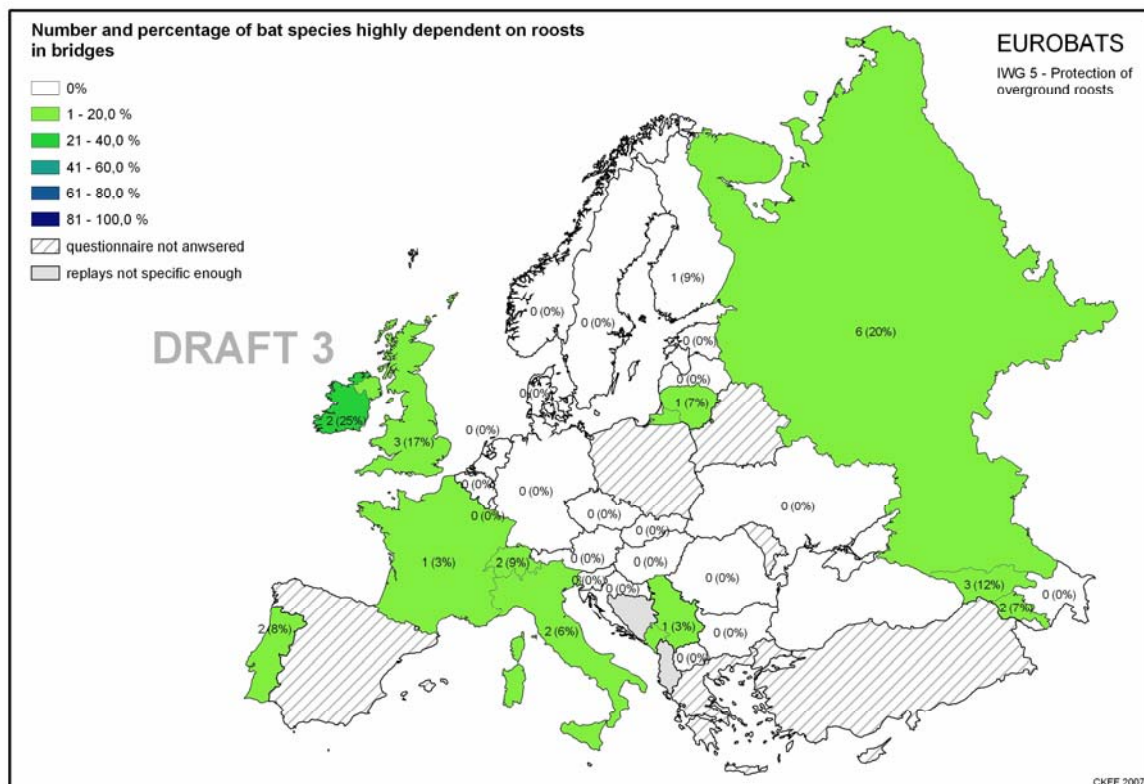 Number and percentage of bat species highly dependent on roosts
in bridges
EUROBATS
IWG 5 - Protection of
overground roosts
0%
1 - 20,0 %
21 - 40,0 %
41 - 60,0 %
61 - 80,0 %
81 - 100,0 %
questionnaire not anwsered
replays not specific enough
DRAFT 3
1 (9%)
0 (0%)
0 (0%)
6 (20%)
0 (0%)
0 (0%)
0 (0%)
1 (7%)
2 (25%)
3 (17%)
0 (0%)
0 (0%)
0 (0%)
0 (0%)
0 (0%)
0 (0%)
0 (0%)
0 (0%)
1 (3%)
2 (9%)
0 (0%)
0 (0%)
0 (0%)
0 (0%)
0 (0%)
3 (12%)
0 (0%)
2 (7%)
2 (8%)
2 (6%)
1 (3%)
0 (0%)
0 (0%)
CKFF 2007